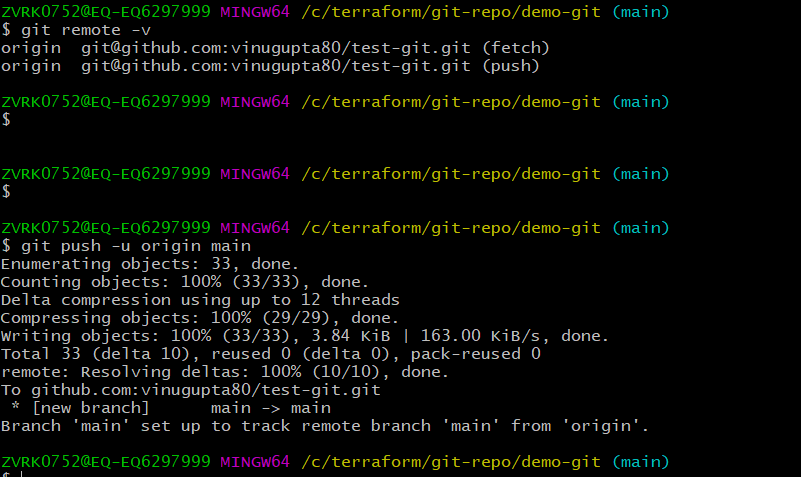 ZVRK0752@EQ-EQ6297999 MINGW64 /c/terraform/git-repo/demo-git (main)
$ git remote -v
origin  git@github.com:vinugupta80/test-git.git (fetch)
origin  git@github.com:vinugupta80/test-git.git (push)
ZVRK0752@EQ-EQ6297999 MINGW64 /c/terraform/git-repo/demo-git (main)
$
ZVRK0752@EQ-EQ6297999 MINGW64 /c/terraform/git-repo/demo-git (main)
$
ZVRK0752@EQ-EQ6297999 MINGW64 /c/terraform/git-repo/demo-git (main)
$ git push -u origin main
Enumerating objects: 33, done.
Counting objects: 100% (33/33), done.
Delta compression using up to 12 threads
Compressing objects: 100% (29/29), done.
Writing objects: 100% (33/33), 3.84 KiB | 163.00 KiB/s, done.
Total 33 (delta 10), reused 0 (delta 0), pack-reused 0
remote: Resolving deltas: 100% (10/10), done.
To github.com:vinugupta80/test-git.git
 * [new branch]      main -> main
Branch 'main' set up to track remote branch 'main' from 'origin'.
ZVRK0752@EQ-EQ6297999 MINGW64 /c/terraform/git-repo/demo-git (main)
$